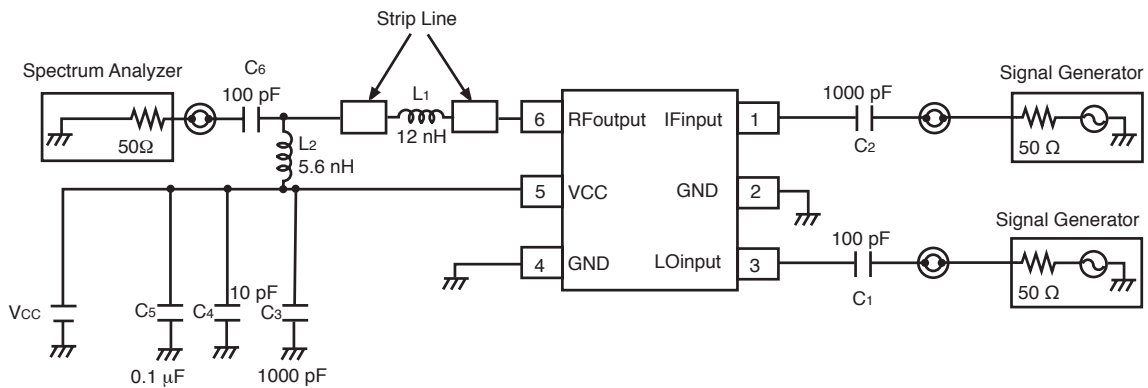 Strip Line
Spectrum Analyzer
C6
100 pF
L1
12 nH
50Ω
L2
5.6 nH
6
RFoutput
IFinput
1
5
VCC
GND
2
4
GND
LOinput
3
Signal Generator
1000 pF
C2
50 Ω
Signal Generator
100 pF
C1
50 Ω
VCC
C5
10 pF
C4
C3
0.1 µF
1000 pF